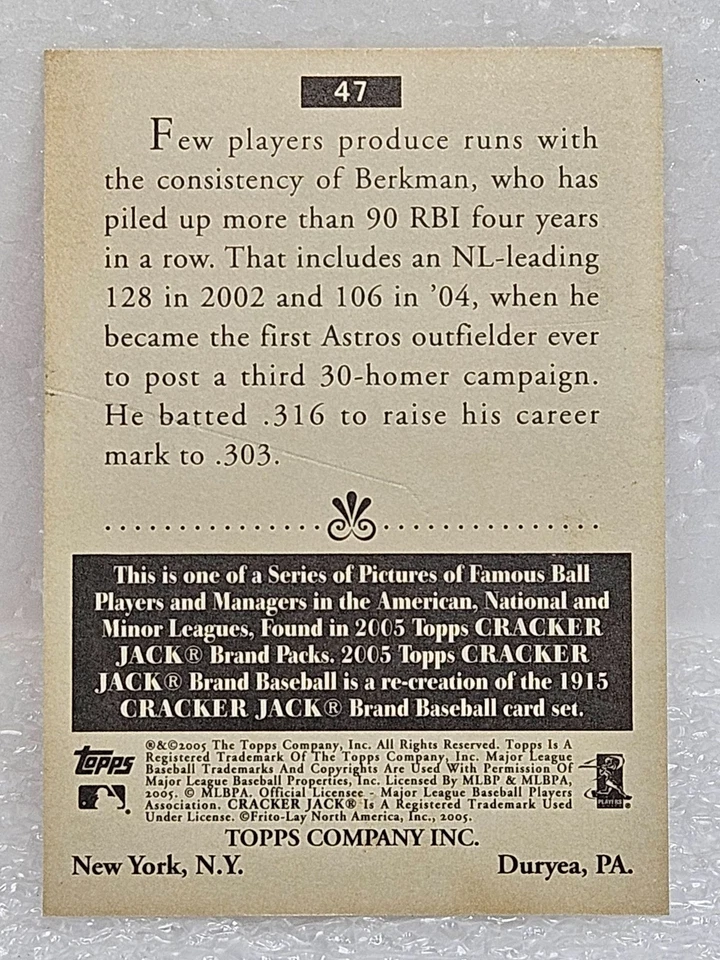 47
Few players produce runs with
the consistency of Berkman, who has
piled up more than 90 RBI four years
in a row. That includes an NL-leading
128 in 2002 and 106 in ’04, when he
became the first Astros outfielder ever
to post a third 30-homer campaign.
He batted .316 to raise his career
mark to .303.
This is one of a Series of Pictures of Famous Ball
Players and Managers in the American, National and
Minor Leagues, Found in 2005 Topps CRACKER
JACK® Brand Packs. 2005 Topps CRACKER
JACK® Brand Baseball is a re-creation of the 1915
CRACKER JACK® Brand Baseball card set.
Topps
®&©2005 The Topps Company, Inc. All Rights Reserved. Topps Is A
Registered Trademark Of The Topps Company, Inc. Major League
Baseball Trademarks And Copyrights Are Used With Permission Of
Major League Baseball Properties, Inc. Licensed By MLBP & MLBPA,
2005. © MLBPA. Official Licensee - Major League Baseball Players
Association. CRACKER JACK® Is A Registered Trademark Used
Under License. ©Frito-Lay North America, Inc., 2005.
PLAYERS
TOPPS COMPANY INC.
New York, N.Y. Duryea, PA.